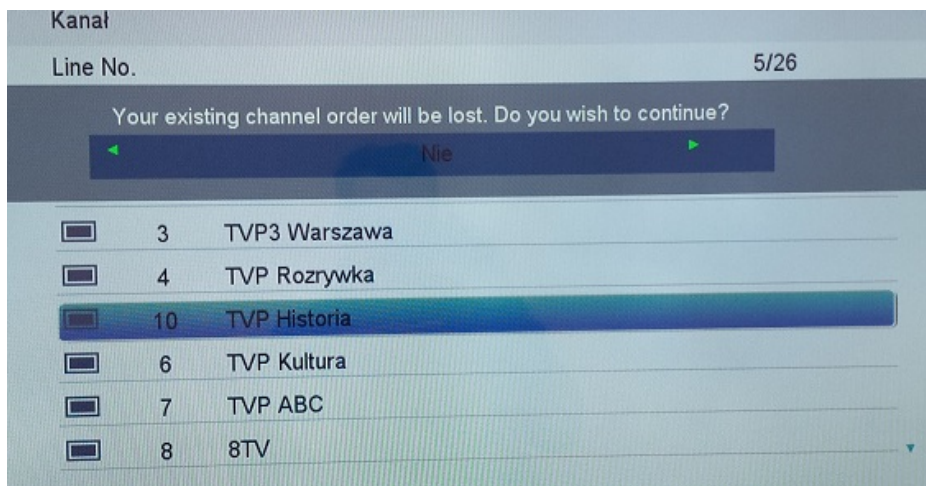 Kanał
Line No. 5/26
Your existing channel order will be lost. Do you wish to continue?
Nie
3 TVP3 Warszawa
4 TVP Rozrywka
10 TVP Historia
6 TVP Kultura
7 TVP ABC
8 8TV